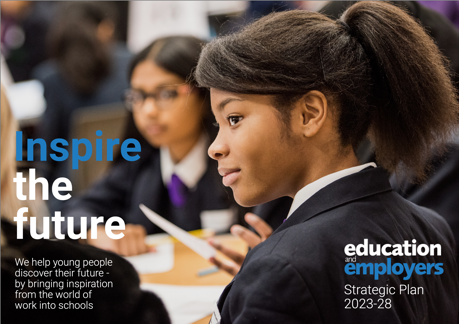 Inspire
the
future
We help young people
discover their future -
by bringing inspiration
from the world of
work into schools
education
and
employers
Strategic Plan
2023-28